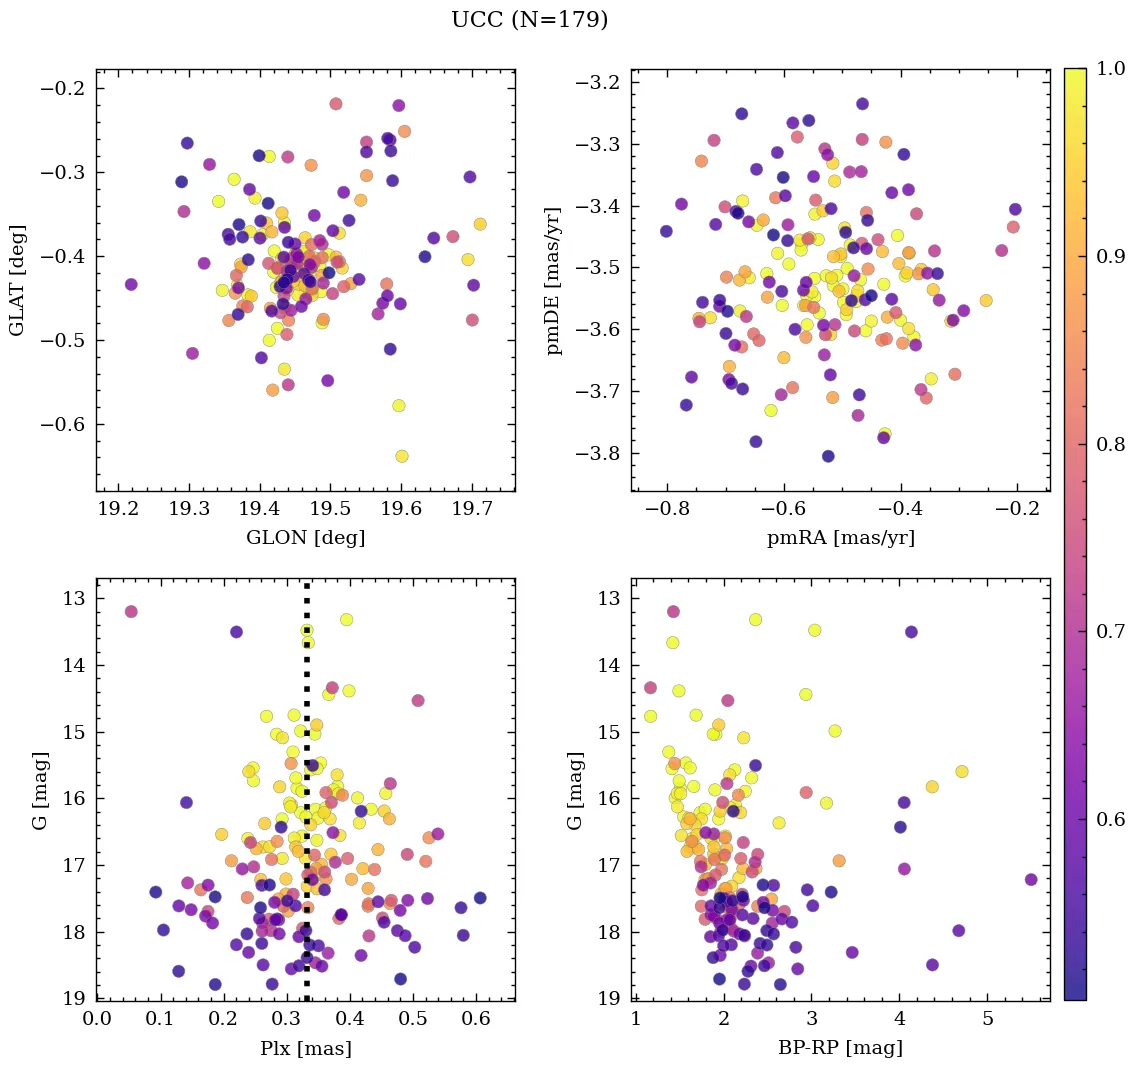 UCC (N=179)
−0.2
−0.3
−0.4
−0.5
−0.6
GLAT [deg]
19.2 19.3 19.4 19.5 19.6 19.7
GLON [deg]
−3.2
−3.3
−3.4
−3.5
−3.6
−3.7
−3.8
pmDE [mas/yr]
−0.8 −0.6 −0.4 −0.2
pmRA [mas/yr]
1.0
0.9
0.8
0.7
0.6
13
14
15
16
17
18
19
G [mag]
0.0 0.1 0.2 0.3 0.4 0.5 0.6
Plx [mas]
13
14
15
16
17
18
19
G [mag]
1 2 3 4 5
BP-RP [mag]